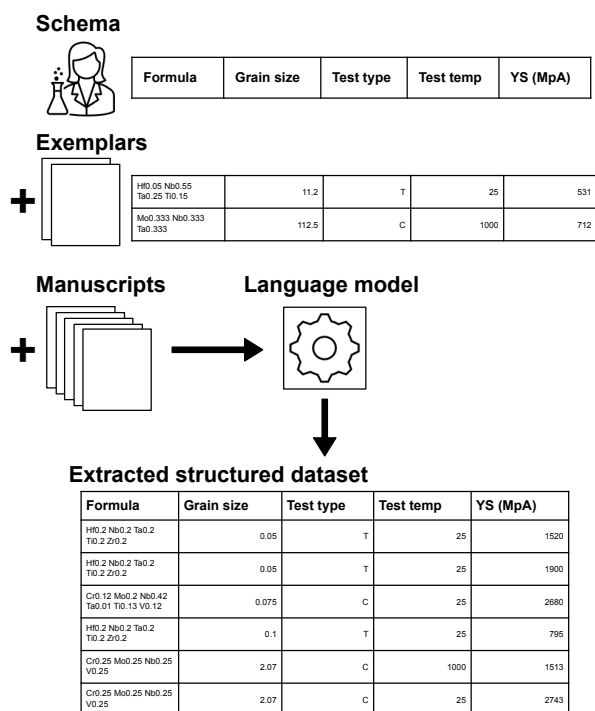 Schema
Formula Grain size Test type Test temp YS (MpA)
Exemplars
Hf0.05 Nb0.55
Ta0.25 Ti0.15 11.2 T 25 531
Mo0.333 Nb0.333
Ta0.333 112.5 C 1000 712
+
Manuscripts Language model
+
Extracted structured dataset
Formula Grain size Test type Test temp YS (MpA)
Hf0.2 Nb0.2 Ta0.2
Ti0.2 Zr0.2 0.05 T 25 1520
Hf0.2 Nb0.2 Ta0.2
Ti0.2 Zr0.2 0.05 T 25 1900
Cr0.12 Mo0.2 Nb0.42
Ta0.01 Ti0.13 V0.12 0.075 C 25 2680
Hf0.2 Nb0.2 Ta0.2
Ti0.2 Zr0.2 0.1 T 25 795
Cr0.25 Mo0.25 Nb0.25
V0.25 2.07 C 1000 1513
Cr0.25 Mo0.25 Nb0.25
V0.25 2.07 C 25 2743